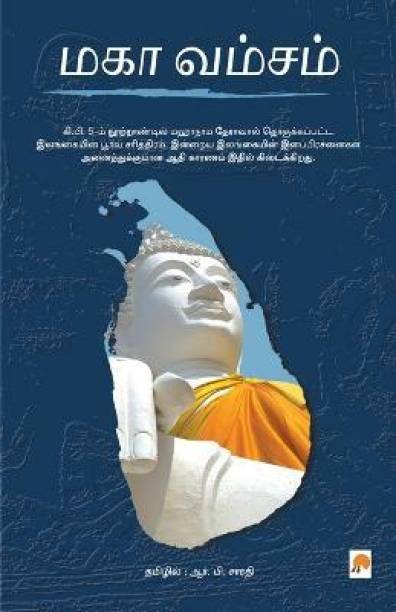 மகா வம்சம்
கி.பி. 5-ம் நூற்றாண்டில் மஹாநாம தேராவால் தொகுக்கப்பட்ட
இலங்கையின் பூர்வ சரித்திரம். இன்றைய இலங்கையின் இனப்பிரச்னைகள்
அனைத்துக்குமான ஆதி காரணம் இதில் கிடைக்கிறது.
தமிழில் : ஆர். பி. சாரதி